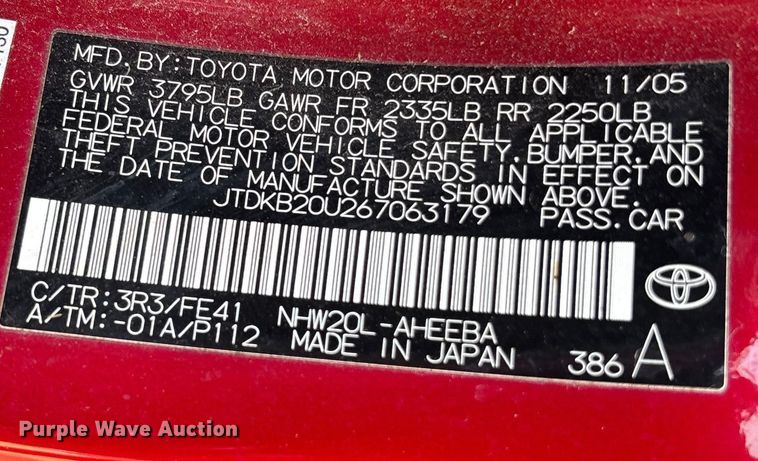 MFD.BY:TOYOTA MOTOR CORPORATION 11/05
GVWR 3795LB GAWR FR 2335LB RR 2250LB
THIS VEHICLE CONFORMS TO ALL APPLICABLE
FEDERAL MOTOR VEHICLE SAFETY,BUMPER,AND
THEFT PREVENTION STANDARDS IN EFFECT ON
THE DATE OF MANUFACTURE SHOWN ABOVE.
JTDKB20U267063179 PASS.CAR
C/TR:3R3/FE41 NHW20L-AHEEBA
A/TM:-01A/P112 MADE IN JAPAN 386 A
Purple Wave Auction